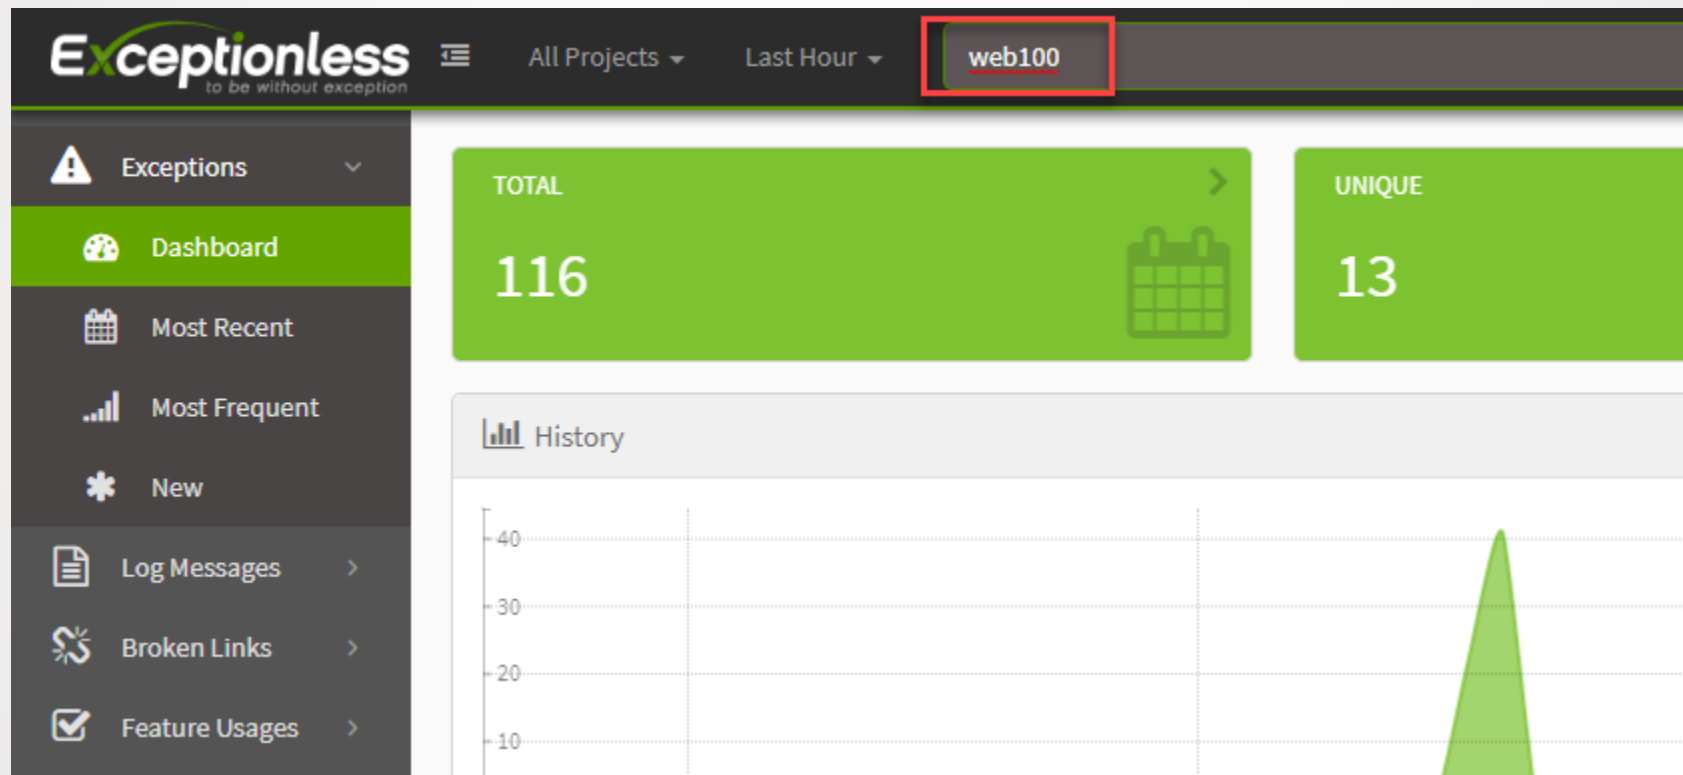 Exceptionless
to be without exception
All Projects
Last Hour
web100
Exceptions
Dashboard
Most Recent
Most Frequent
New
Log Messages
Broken Links
Feature Usages
TOTAL
116
UNIQUE
13
History
40
30
20
10